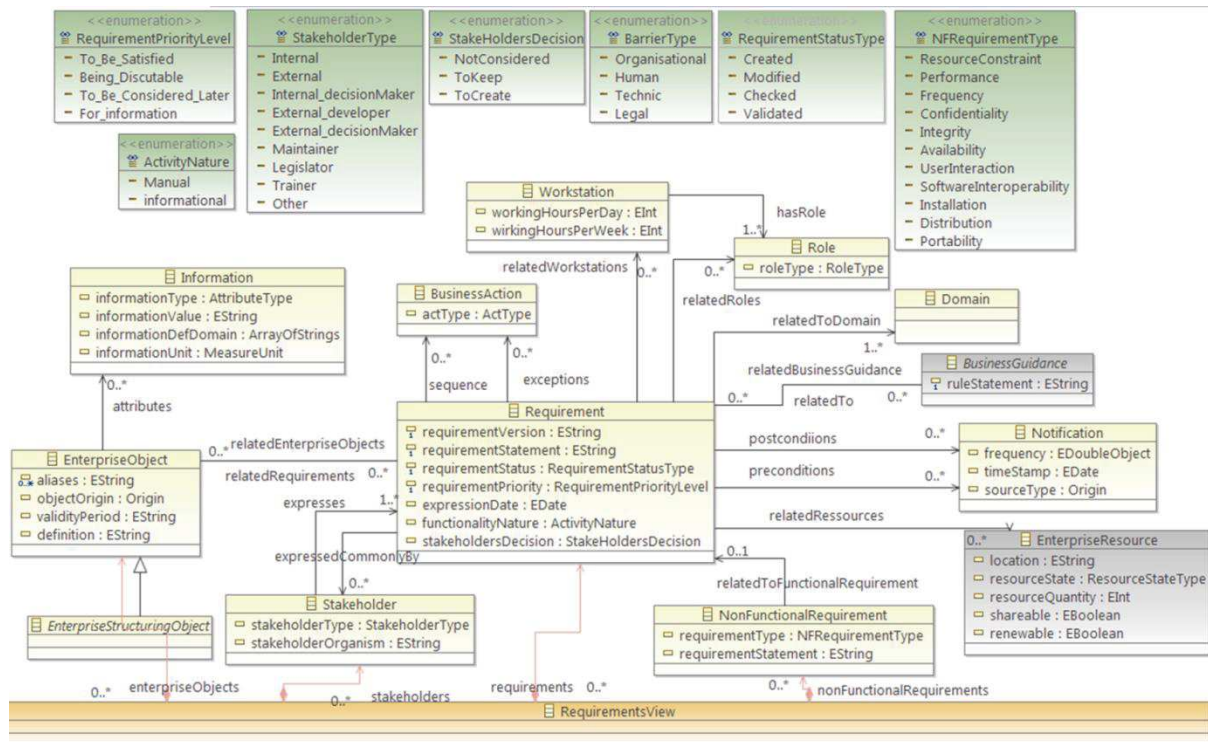 <<enumeration>>
RequirementPriorityLevel
To_Be_Satisfied
Being_Discutable
To_Be_Considered_Later
For_information
<<enumeration>>
StakeholderType
Internal
External
Internal_decisionMaker
External_developer
External_decisionMaker
Maintainer
Legislator
Trainer
Other
<<enumeration>>
StakeHoldersDecision
NotConsidered
ToKeep
ToCreate
<<enumeration>>
BarrierType
Organisational
Human
Technic
Legal
<<enumeration>>
RequirementStatusType
Created
Modified
Checked
Validated
<<enumeration>>
NFRequirementType
ResourceConstraint
Performance
Frequency
Confidentiality
Integrity
Availability
UserInteraction
SoftwareInteroperability
Installation
Distribution
Portability
<<enumeration>>
ActivityNature
Manual
informational
Workstation
workingHoursPerDay : EInt
wirkingHoursPerWeek : EInt
hasRole
1..*
Role
roleType : RoleType
relatedWorkstations
0..*
0..*
relatedRoles
Information
informationType : AttributeType
informationValue : EString
informationDefDomain : ArrayOfStrings
informationUnit : MeasureUnit
0..*
attributes
BusinessAction
actType : ActType
0..*
sequence
0..*
exceptions
Domain
relatedToDomain
1..*
BusinessGuidance
ruleStatement : EString
relatedBusinessGuidance
0..*
relatedTo
0..*
Requirement
requirementVersion : EString
requirementStatement : EString
requirementStatus : RequirementStatusType
requirementPriority : RequirementPriorityLevel
expressionDate : EDate
functionalityNature : ActivityNature
stakeholdersDecision : StakeHoldersDecision
postcondiions
0..*
preconditions
0..*
Notification
frequency : EDoubleObject
timeStamp : EDate
sourceType : Origin
relatedEnterpriseObjects
0..*
relatedRequirements
0..*
EnterpriseObject
aliases : EString
objectOrigin : Origin
validityPeriod : EString
definition : EString
expresses
1..*
expressedCommonlyBy
0..*
relatedRessources
0..*
EnterpriseResource
location : EString
resourceState : ResourceStateType
resourceQuantity : EInt
shareable : EBoolean
renewable : EBoolean
0..1
relatedToFunctionalRequirement
EnterpriseStructuringObject
Stakeholder
stakeholderType : StakeholderType
stakeholderOrganism : EString
NonFunctionalRequirement
requirementType : NFRequirementType
requirementStatement : EString
0..*
enterpriseObjects
0..*
stakeholders
requirements
0..*
0..*
nonFunctionalRequirements
RequirementsView